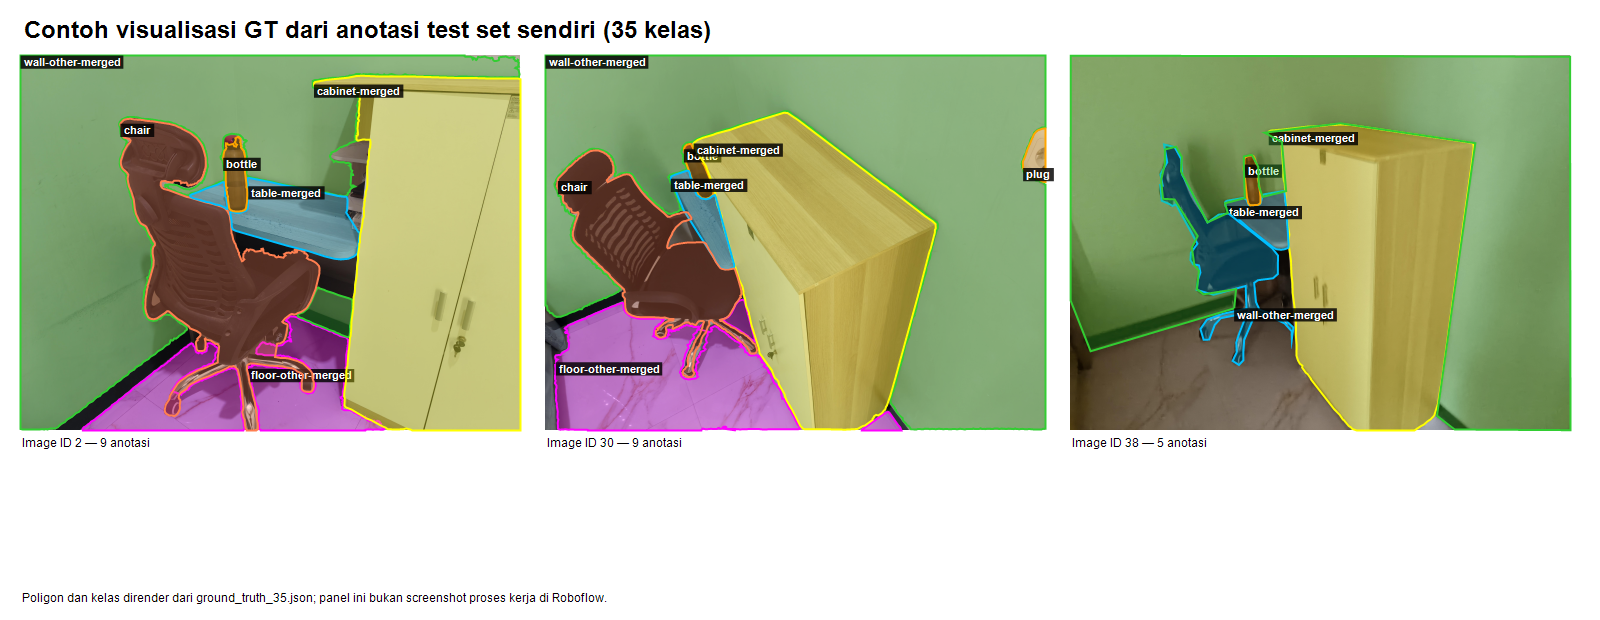 Contoh visualisasi GT dari anotasi test set sendiri (35 kelas)
wall-other-merged
cabinet-merged
chair
bottle
table-merged
floor-other-merged
Image ID 2 — 9 anotasi
wall-other-merged
cabinet-merged
bottle
chair
table-merged
plug
floor-other-merged
Image ID 30 — 9 anotasi
cabinet-merged
bottle
table-merged
wall-other-merged
Image ID 38 — 5 anotasi
Poligon dan kelas dirender dari ground_truth_35.json; panel ini bukan screenshot proses kerja di Roboflow.